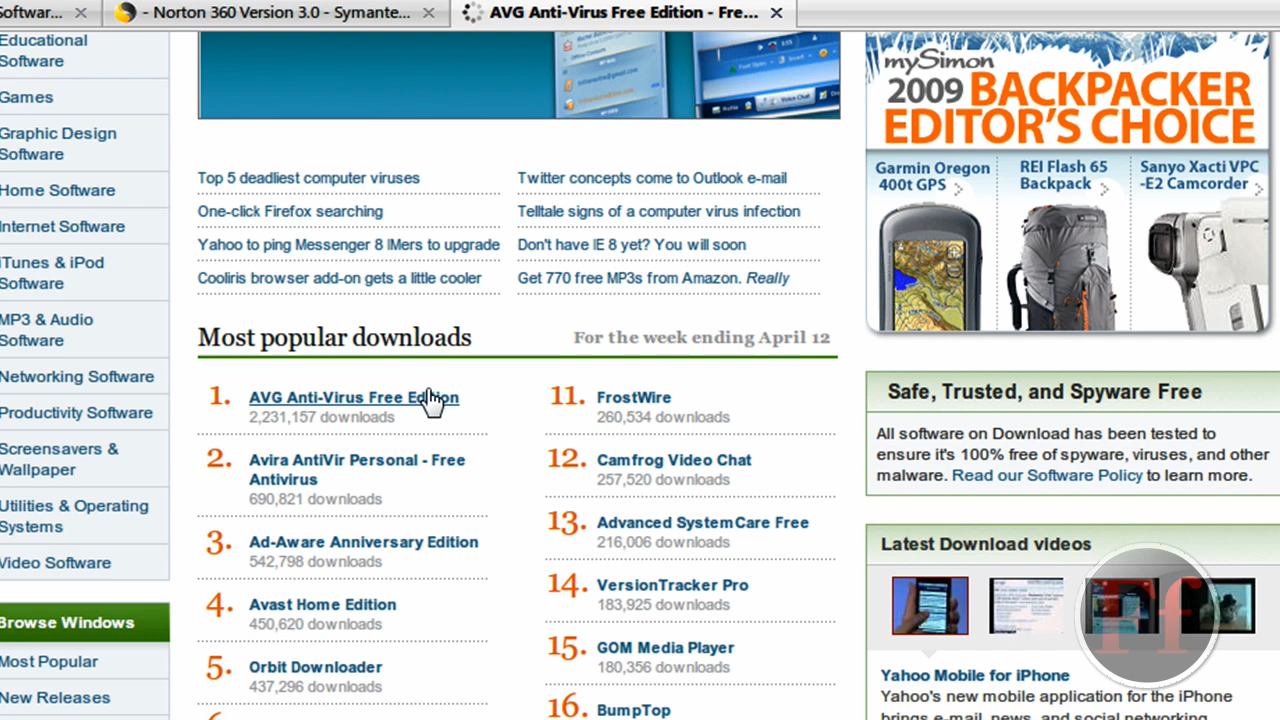 Softwar...
- Norton 360 Version 3.0 - Symante...
AVG Anti-Virus Free Edition - Fre...
Educational
Software
Games
Graphic Design
Software
Home Software
Internet Software
iTunes & iPod
Software
MP3 & Audio
Software
Networking Software
Productivity Software
Screensavers &
Wallpaper
Utilities & Operating
Systems
Video Software
Browse Windows
Most Popular
New Releases
Top 5 deadliest computer viruses
One-click Firefox searching
Yahoo to ping Messenger 8 IMers to upgrade
Cooliris browser add-on gets a little cooler
Twitter concepts come to Outlook e-mail
Telltale signs of a computer virus infection
Don't have IE 8 yet? You will soon
Get 770 free MP3s from Amazon. Really
Most popular downloads
For the week ending April 12
1. AVG Anti-Virus Free Edition
2,231,157 downloads
2. Avira AntiVir Personal - Free
Antivirus
690,821 downloads
3. Ad-Aware Anniversary Edition
542,798 downloads
4. Avast Home Edition
450,620 downloads
5. Orbit Downloader
437,296 downloads
11. FrostWire
260,534 downloads
12. Camfrog Video Chat
257,520 downloads
13. Advanced SystemCare Free
216,006 downloads
14. VersionTracker Pro
183,925 downloads
15. GOM Media Player
180,356 downloads
16. BumpTop
mySimon
2009 BACKPACKER
EDITOR'S CHOICE
Garmin Oregon
400t GPS
REI Flash 65
Backpack
Sanyo Xacti VPC
-E2 Camcorder
Safe, Trusted, and Spyware Free
All software on Download has been tested to
ensure it's 100% free of spyware, viruses, and other
malware. Read our Software Policy to learn more.
Latest Download videos
rf
Yahoo Mobile for iPhone
Yahoo's new mobile application for the iPhone
brings e-mail, news, and social networking